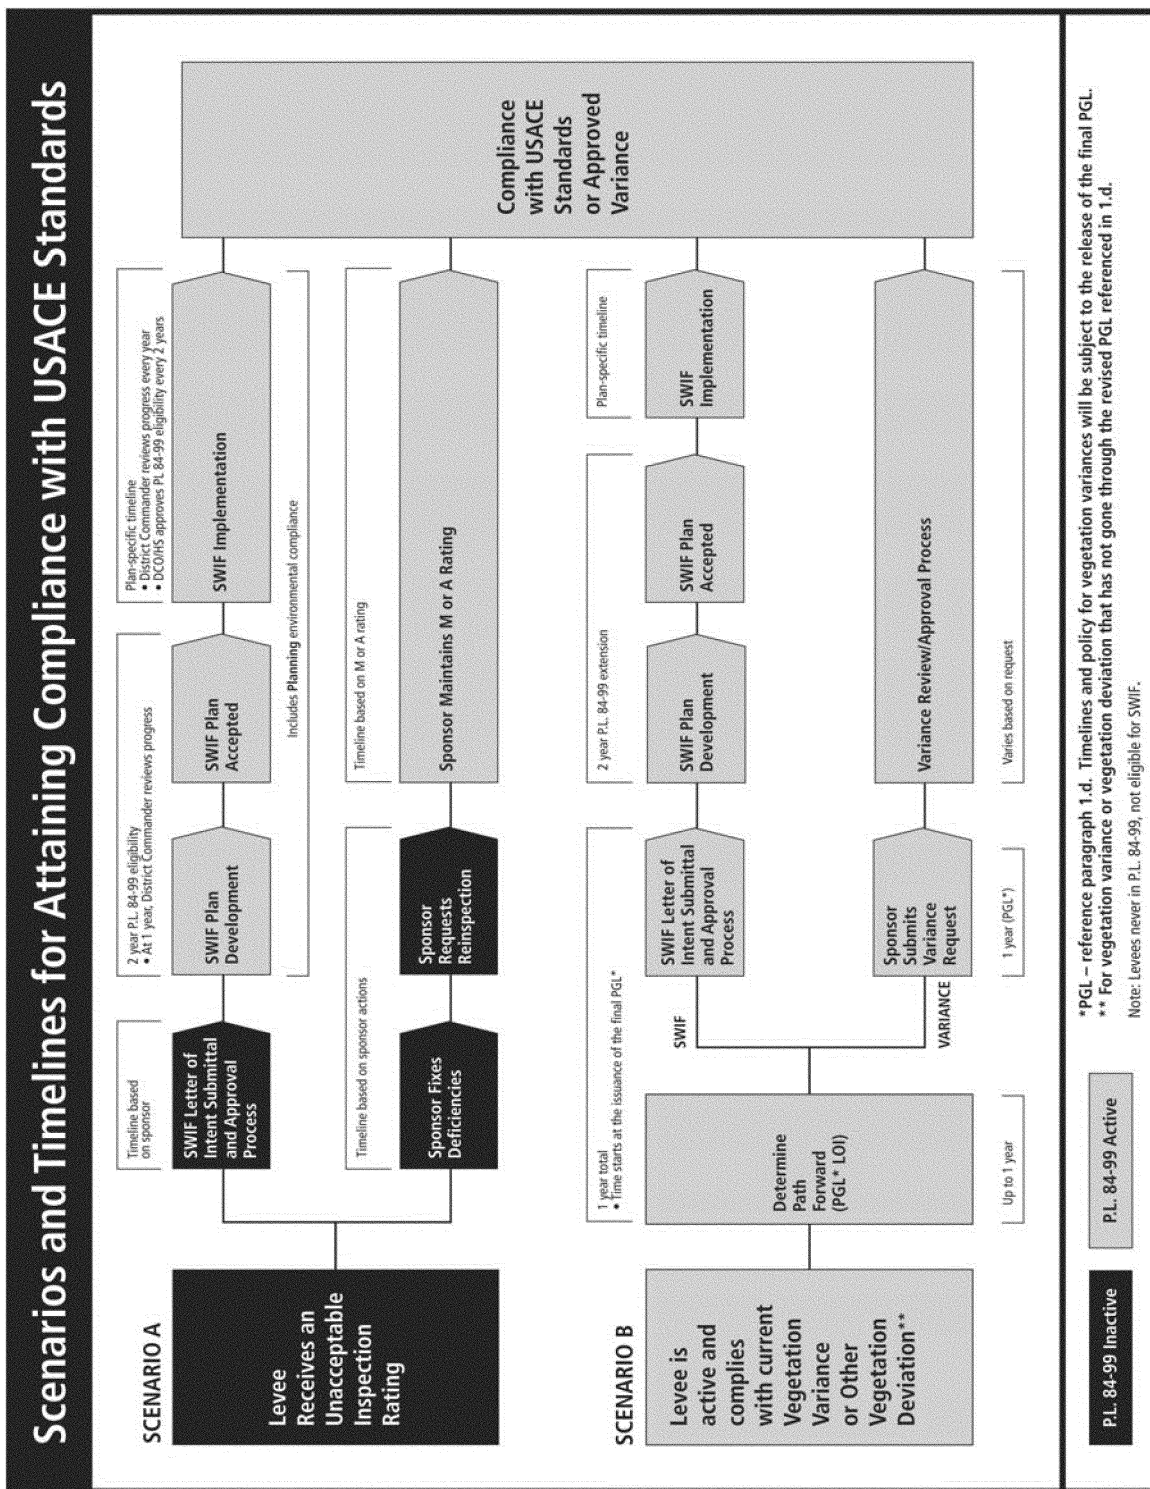 Scenarios and Timelines for Attaining Compliance with USACE Standards
SCENARIO A
Levee
Receives an
Unacceptable
Inspection
Rating
Timeline based
on sponsor
SWIF Letter of
Intent Submittal
and Approval
Process
2 year P.L. 84-99 eligibility
• At 1 year, District Commander reviews progress
SWIF Plan
Development
SWIF Plan
Accepted
Plan-specific timeline
• District Commander reviews progress every year
• DCO/HS approves PL 84-99 eligibility every 2 years
SWIF Implementation
Includes Planning environmental compliance
Timeline based on sponsor actions
Sponsor Fixes
Deficiencies
Sponsor
Requests
Reinspection
Timeline based on M or A rating
Sponsor Maintains M or A Rating
Compliance
with USACE
Standards
or Approved
Variance
SCENARIO B
Levee is
active and
complies
with current
Vegetation
Variance
or Other
Vegetation
Deviation**
1 year total
• Time starts at the issuance of the final PGL*
Determine
Path
Forward
(PGL* LOI)
Up to 1 year
SWIF
SWIF Letter of
Intent Submittal
and Approval
Process
2 year P.L. 84-99 extension
SWIF Plan
Development
SWIF Plan
Accepted
Plan-specific timeline
SWIF
Implementation
VARIANCE
Sponsor
Submits
Variance
Request
1 year (PGL*)
Variance Review/Approval Process
Varies based on request
P.L. 84-99 Inactive
P.L. 84-99 Active
*PGL – reference paragraph 1.d. Timelines and policy for vegetation variances will be subject to the release of the final PGL.
** For vegetation variance or vegetation deviation that has not gone through the revised PGL referenced in 1.d.
Note: Levees never in P.L. 84-99, not eligible for SWIF.